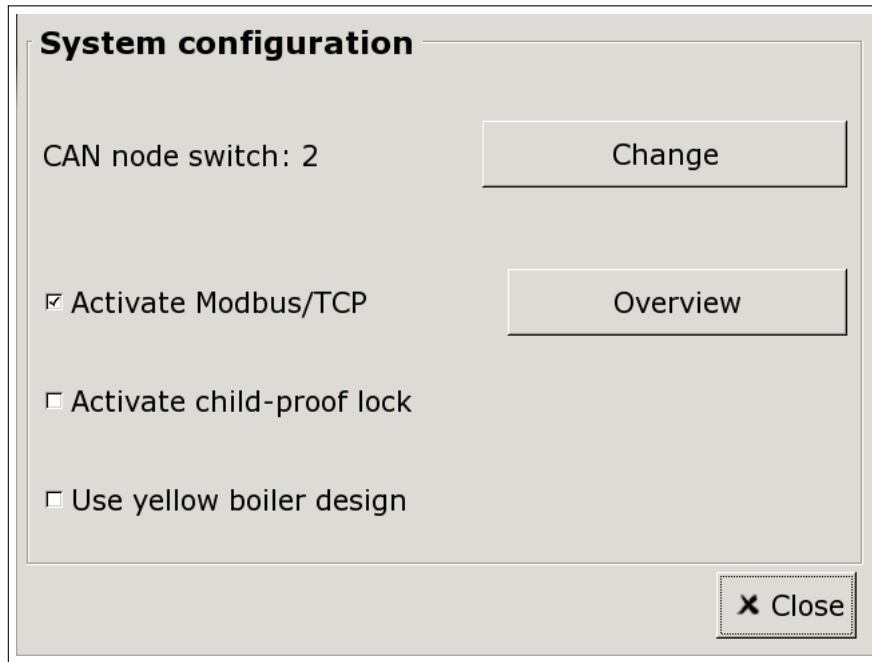 System configuration
CAN node switch: 2
Change
Activate Modbus/TCP
Overview
Activate child-proof lock
Use yellow boiler design
Close